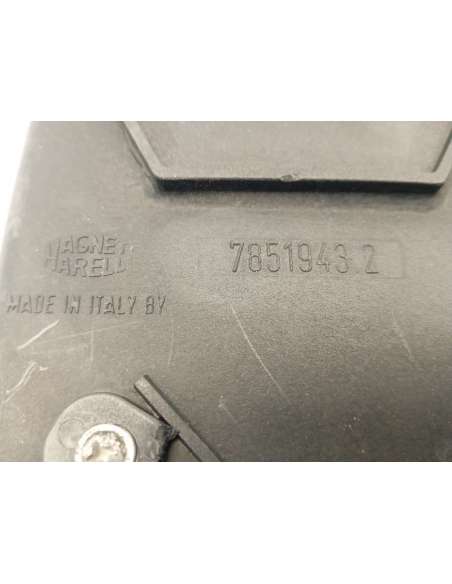 MAGNETI
MARELLI
7851943.2
MADE IN ITALY BY